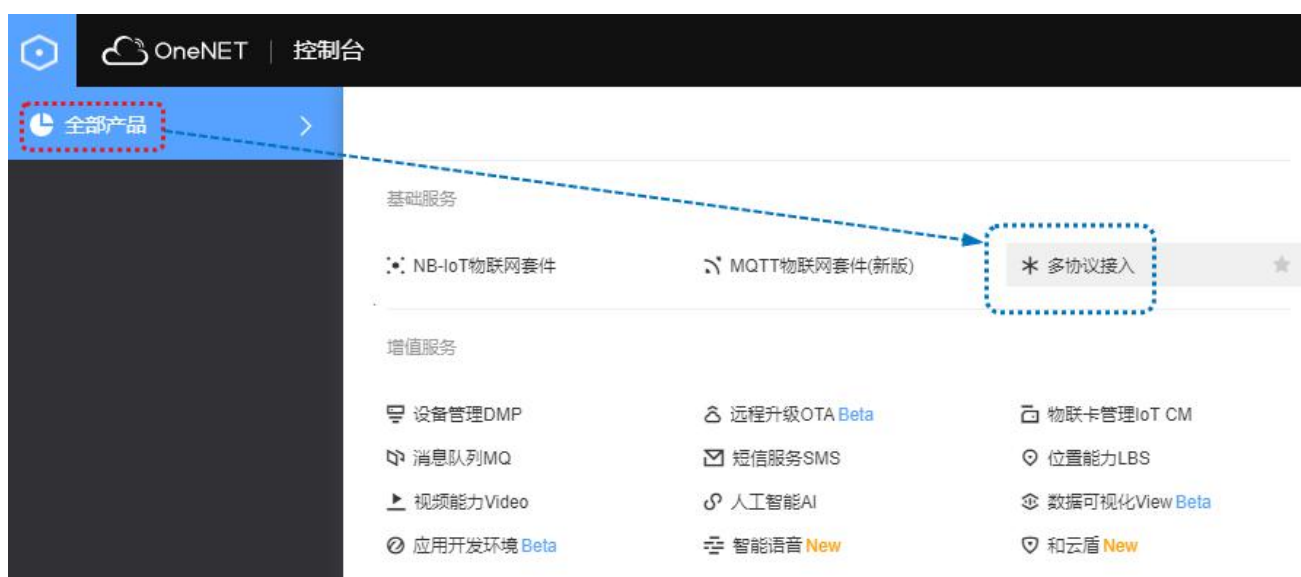 OneNET | 控制台
全部产品
基础服务
NB-IoT物联网套件 MQTT物联网套件(新版) 多协议接入
增值服务
设备管理DMP 远程升级OTA Beta 物联卡管理IoT CM
消息队列MQ 短信服务SMS 位置能力LBS
视频能力Video 人工智能AI 数据可视化View Beta
应用开发环境 Beta 智能语音 New 和云盾 New